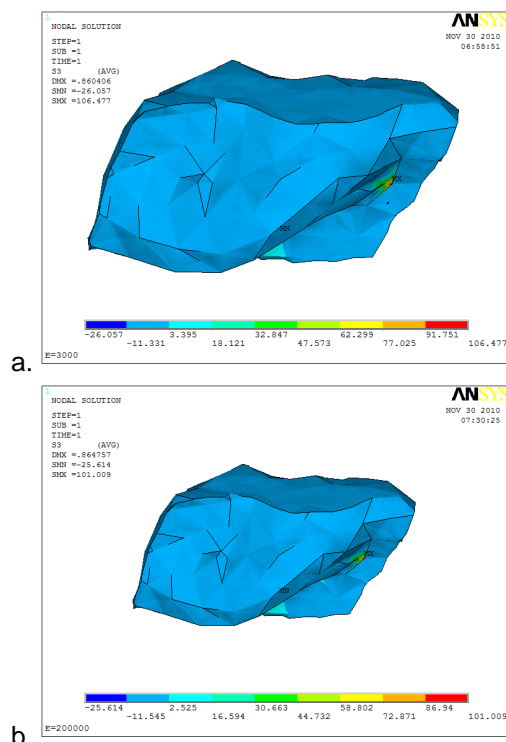 1
NODAL SOLUTION
STEP=1
SUB =1
TIME=1
S3 (AVG)
DMX =.860406
SMN =-26.057
SMX =106.477
ANSYS
NOV 30 2010
06:58:51
MX
MN
-26.057 3.395 32.847 62.299 91.751
-11.331 18.121 47.573 77.025 106.477
E=3000
a.
1
NODAL SOLUTION
STEP=1
SUB =1
TIME=1
S3 (AVG)
DMX =.864757
SMN =-25.614
SMX =101.009
ANSYS
NOV 30 2010
07:30:25
MX
MN
-25.614 2.525 30.663 58.802 86.94
-11.545 16.594 44.732 72.871 101.009
E=200000
b